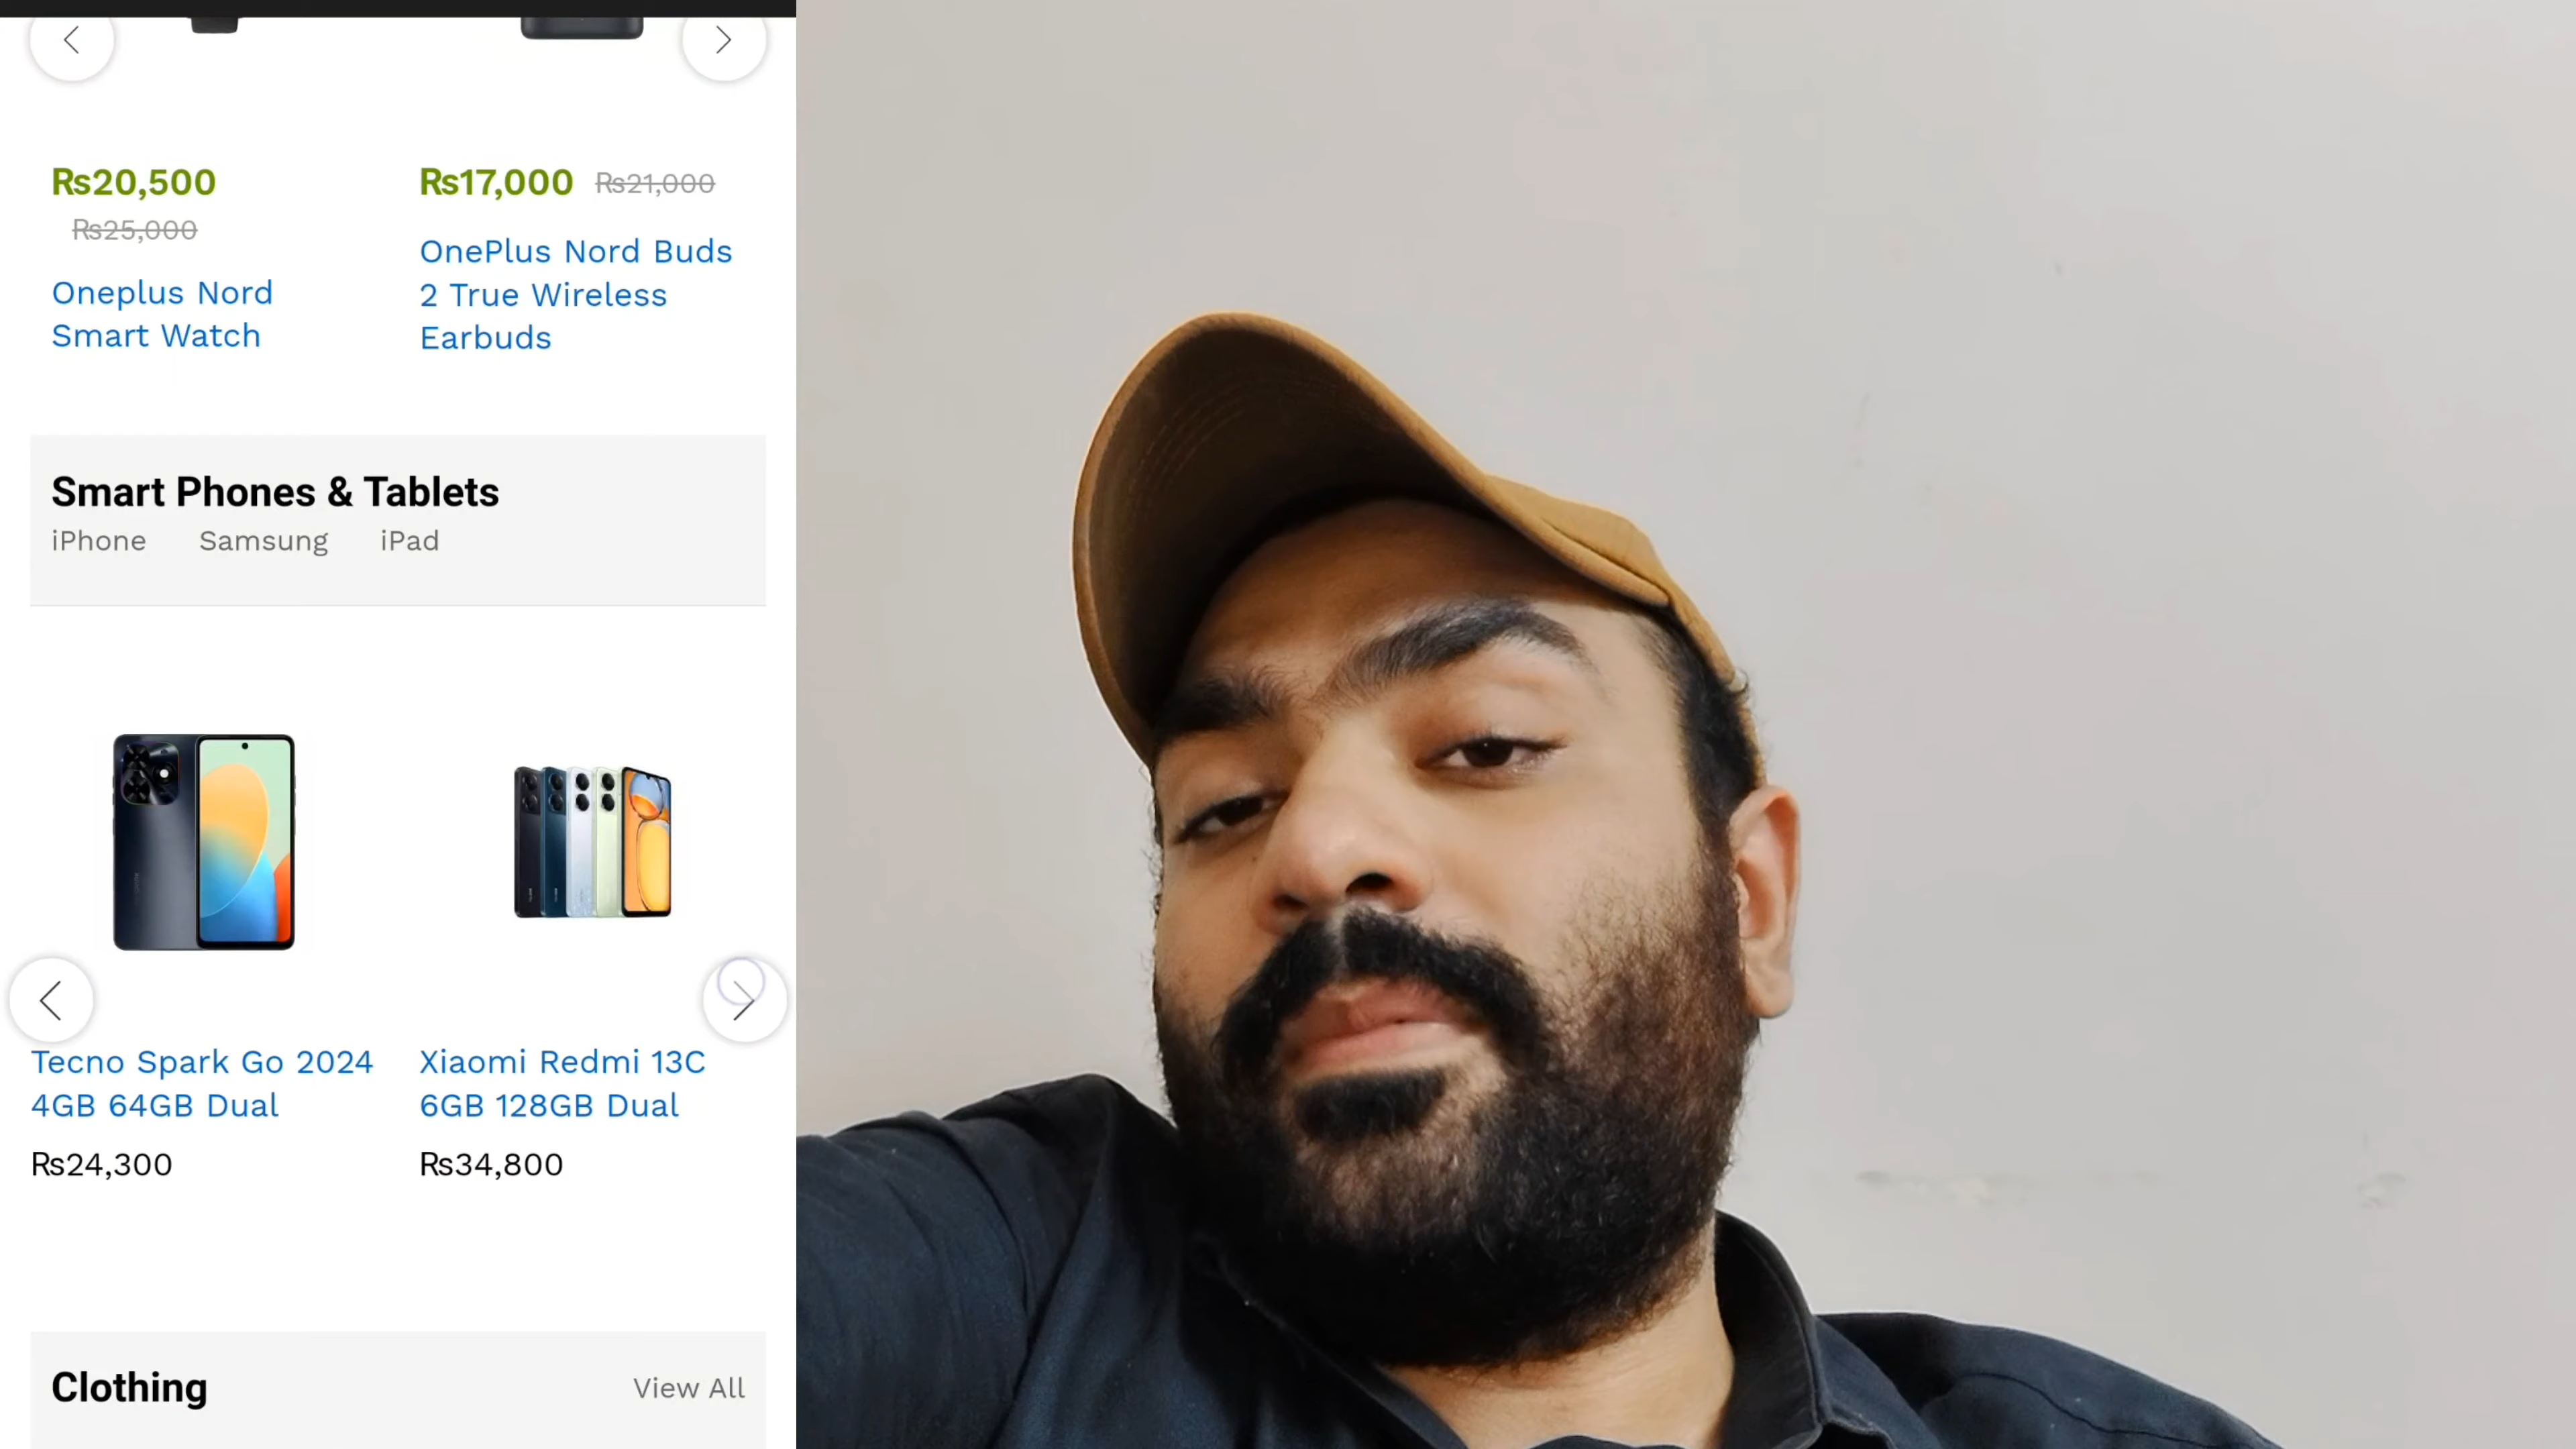 ₨20,500
₨25,000
Oneplus Nord
Smart Watch
₨17,000 ₨21,000
OnePlus Nord Buds
2 True Wireless
Earbuds
Smart Phones & Tablets
iPhone Samsung iPad
Tecno Spark Go 2024
4GB 64GB Dual
₨24,300
Xiaomi Redmi 13C
6GB 128GB Dual
₨34,800
Clothing View All